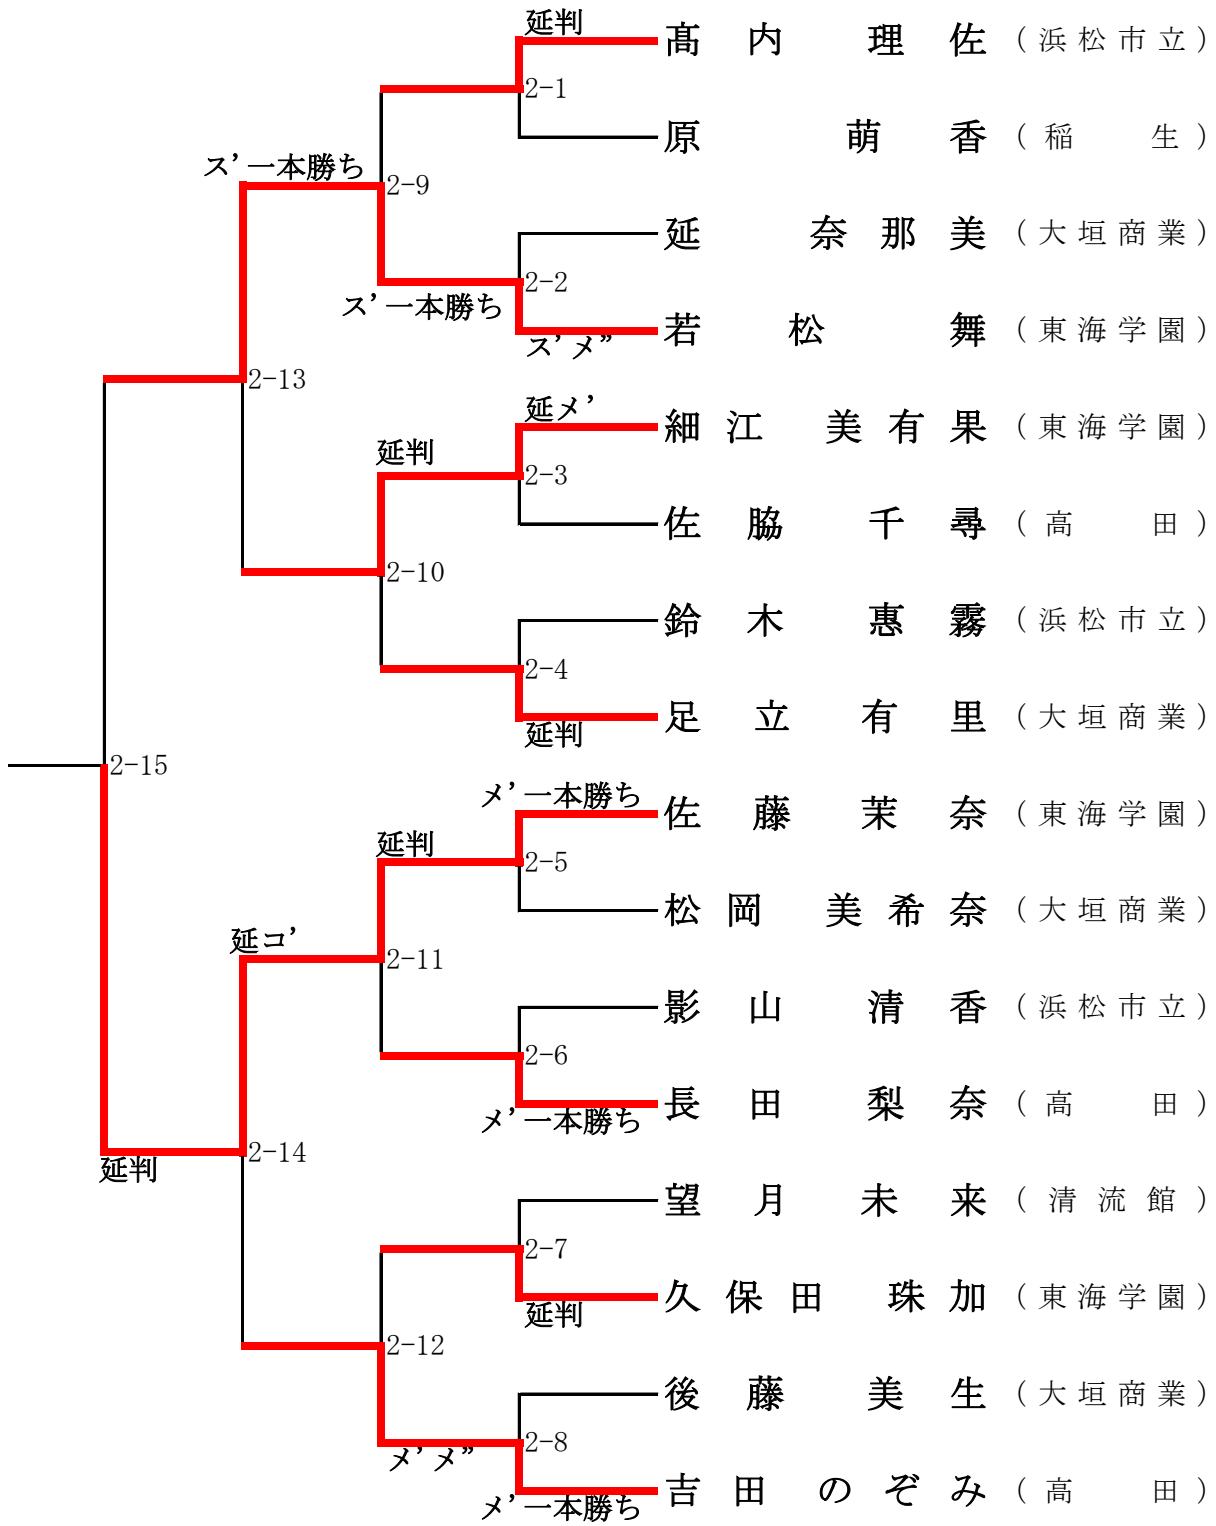 延判
髙内 理佐 (浜松市立)
2-1
原 萌香 (稲生)
ス'一本勝ち
2-9
延 奈那美 (大垣商業)
2-2
ス'一本勝ち
若松 舞 (東海学園)
ス'メ"
2-13
延メ'
細江 美有果 (東海学園)
延判
2-3
佐脇 千尋 (高田)
2-10
鈴木 惠霧 (浜松市立)
2-4
足立 有里 (大垣商業)
延判
2-15
メ'一本勝ち
佐藤 茉奈 (東海学園)
延判
2-5
松岡 美希奈 (大垣商業)
延コ'
2-11
影山 清香 (浜松市立)
2-6
長田 梨奈 (高田)
メ'一本勝ち
2-14
延判
望月 未来 (清流館)
2-7
久保田 珠加 (東海学園)
延判
2-12
後藤 美生 (大垣商業)
2-8
メ'メ"
吉田 のぞみ (高田)
メ'一本勝ち